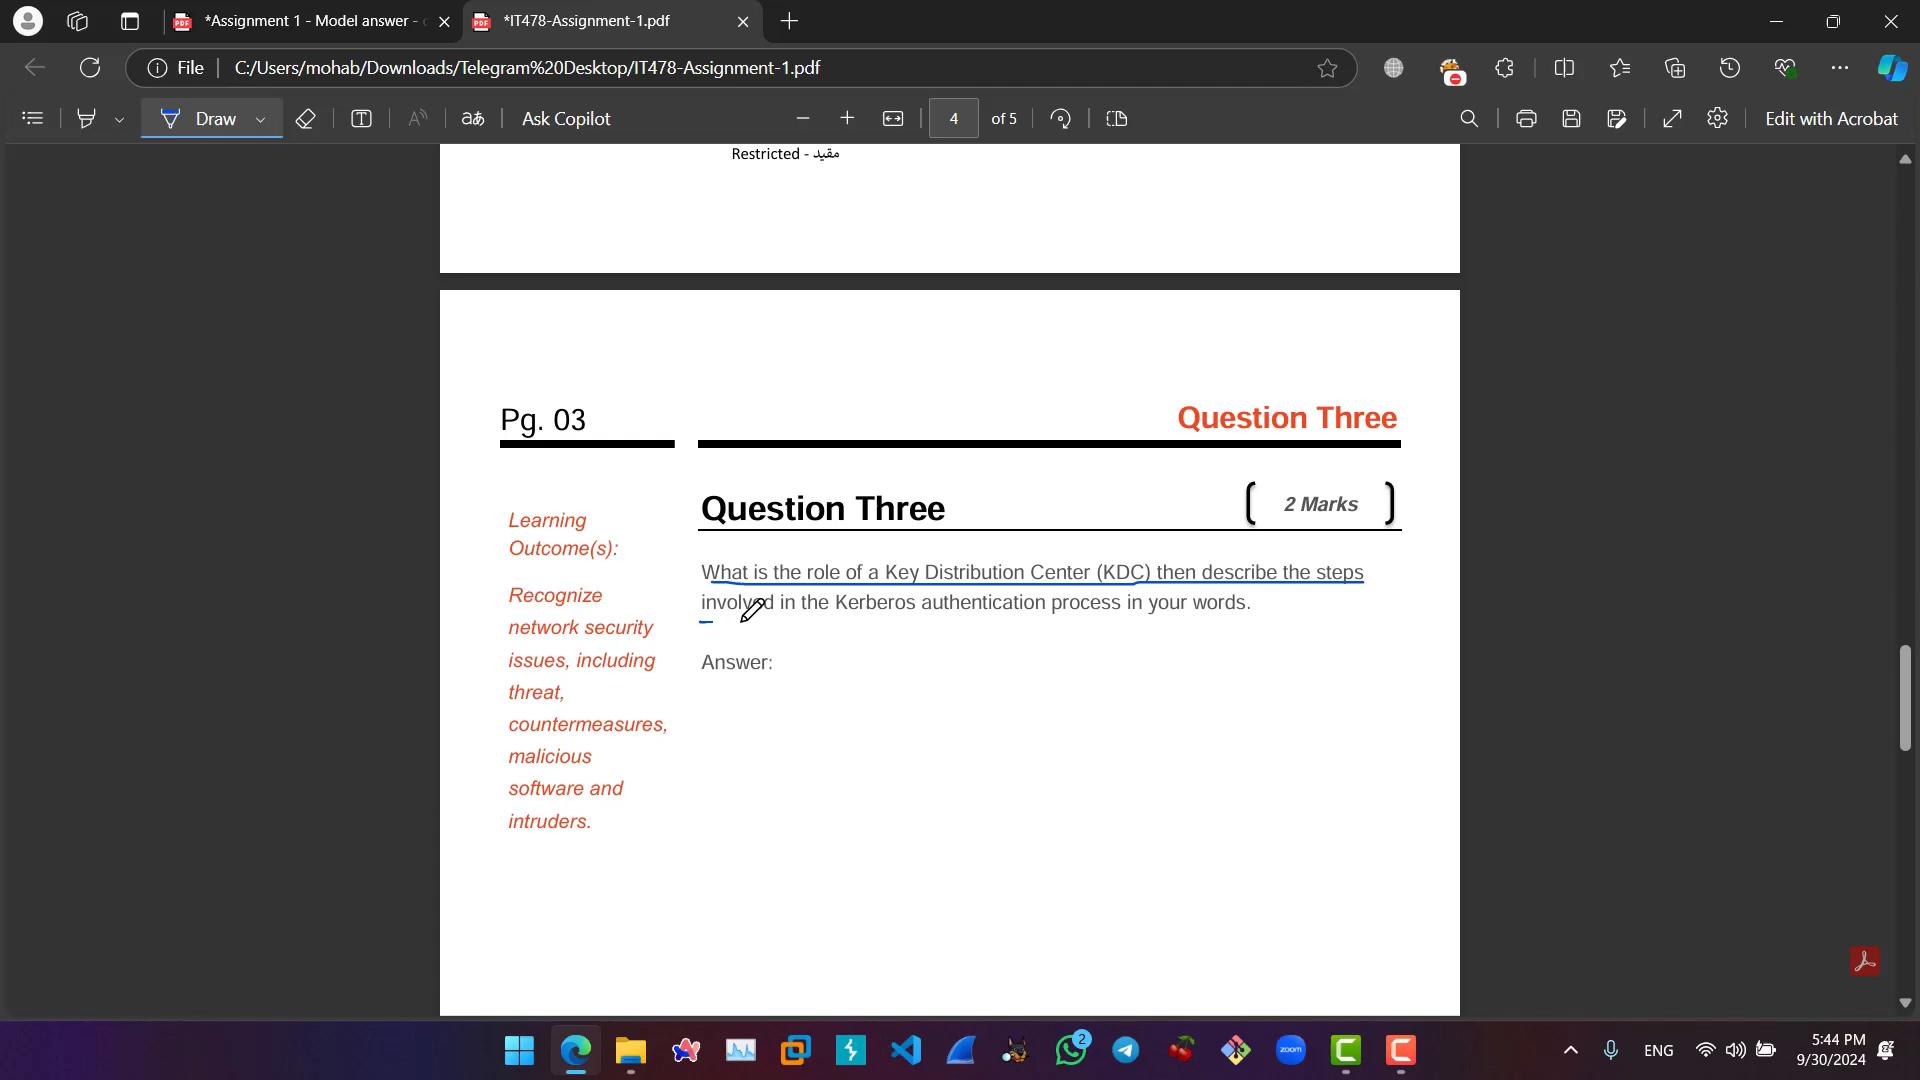 *Assignment 1 - Model answer -
*IT478-Assignment-1.pdf
File
C:/Users/mohab/Downloads/Telegram%20Desktop/IT478-Assignment-1.pdf
Draw
aあ
Ask Copilot
4
of 5
Edit with Acrobat
Restricted - مقيد
Pg. 03
Question Three
Question Three
2 Marks
Learning
Outcome(s):
Recognize
network security
issues, including
threat,
countermeasures,
malicious
software and
intruders.
What is the role of a Key Distribution Center (KDC) then describe the steps
involved in the Kerberos authentication process in your words.
Answer:
2
zoom
ENG
5:44 PM
9/30/2024